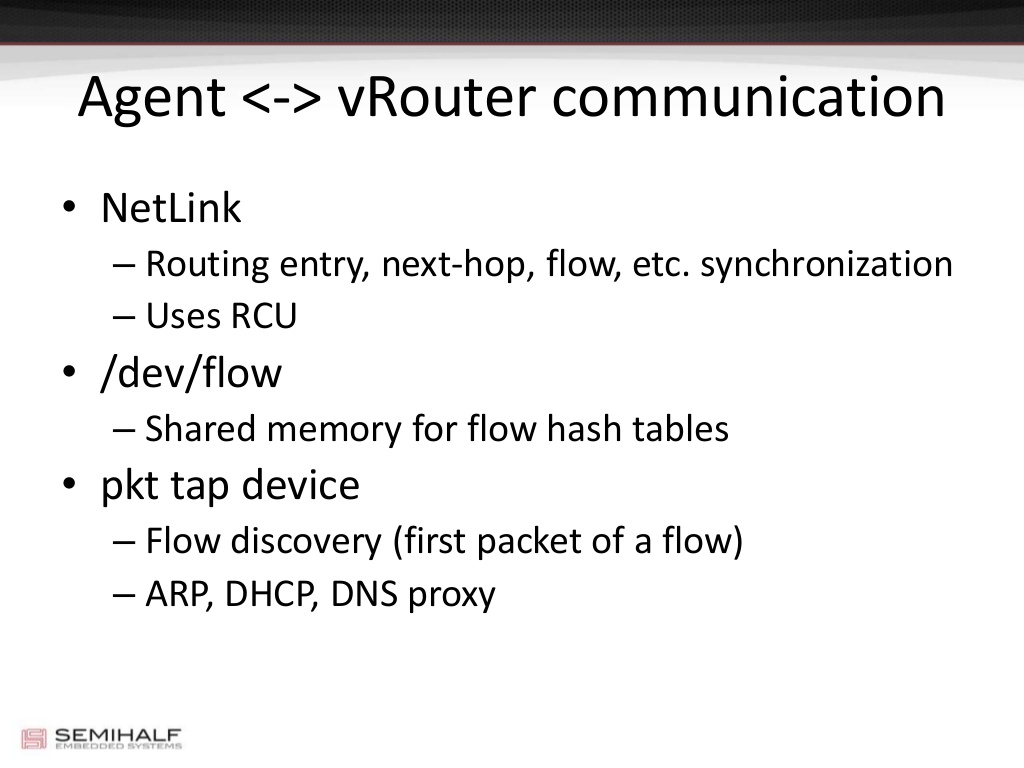 Agent <-> vRouter communication
• NetLink
– Routing entry, next-hop, flow, etc. synchronization
– Uses RCU
• /dev/flow
– Shared memory for flow hash tables
• pkt tap device
– Flow discovery (first packet of a flow)
– ARP, DHCP, DNS proxy
SEMIHALF
EMBEDDED SYSTEMS